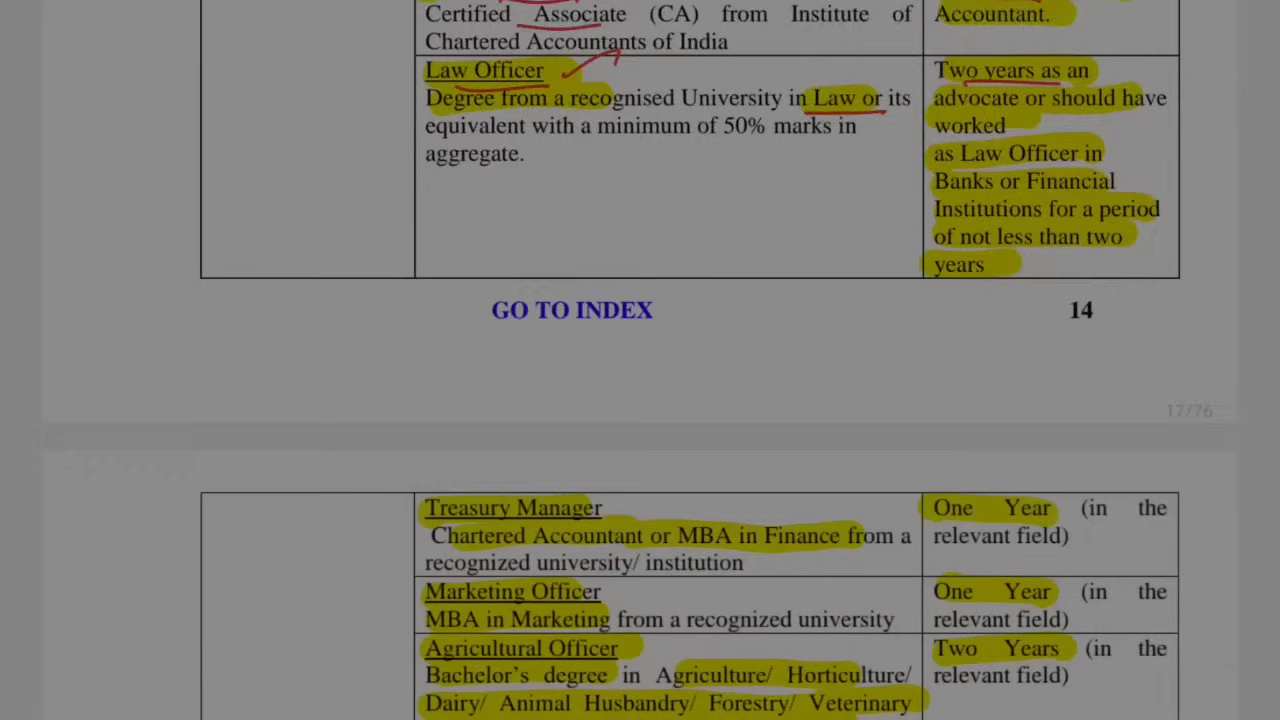 Certified Associate (CA) from Institute of
Chartered Accountants of India
Accountant.
Law Officer
Degree from a recognised University in Law or its
equivalent with a minimum of 50% marks in
aggregate.
Two years as an
advocate or should have
worked
as Law Officer in
Banks or Financial
Institutions for a period
of not less than two
years
GO TO INDEX
14
17/76
Treasury Manager
Chartered Accountant or MBA in Finance from a
recognized university/ institution
One Year (in the
relevant field)
Marketing Officer
MBA in Marketing from a recognized university
One Year (in the
relevant field)
Agricultural Officer
Bachelor's degree in Agriculture/ Horticulture/
Dairy/ Animal Husbandry/ Forestry/ Veterinary
Two Years (in the
relevant field)